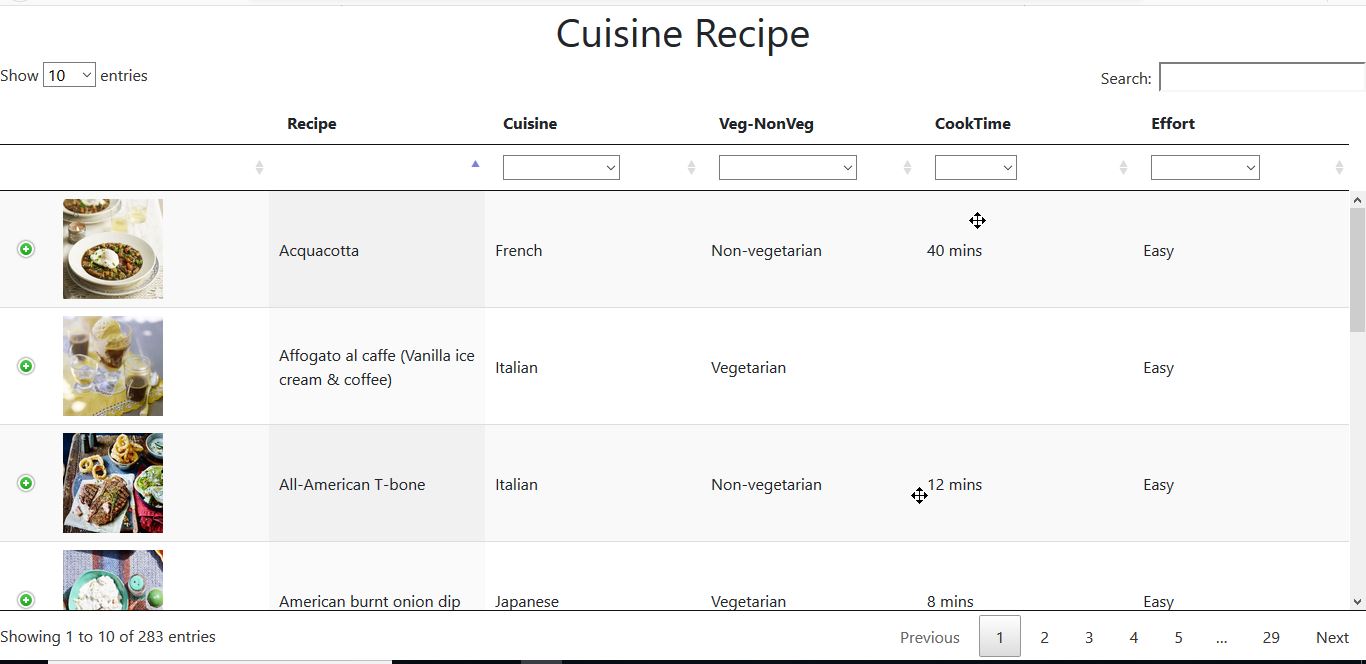 Cuisine Recipe
Show 10 entries
Search:
Recipe Cuisine Veg-NonVeg CookTime Effort
Acquacotta French Non-vegetarian 40 mins Easy
Affogato al caffe (Vanilla ice
cream & coffee) Italian Vegetarian Easy
All-American T-bone Italian Non-vegetarian 12 mins Easy
American burnt onion dip Japanese Vegetarian 8 mins Easy
Showing 1 to 10 of 283 entries
Previous 1 2 3 4 5 ... 29 Next